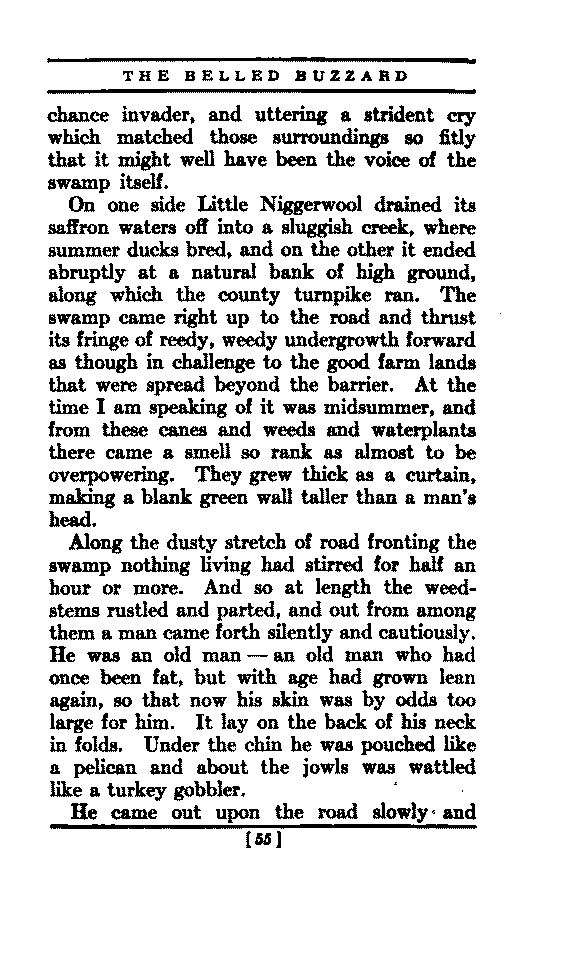 THE BELLED BUZZARD
chance invader, and uttering a strident cry
which matched those surroundings so fitly
that it might well have been the voice of the
swamp itself.
On one side Little Niggerwool drained its
saffron waters off into a sluggish creek, where
summer ducks bred, and on the other it ended
abruptly at a natural bank of high ground,
along which the county turnpike ran. The
swamp came right up to the road and thrust
its fringe of reedy, weedy undergrowth forward
as though in challenge to the good farm lands
that were spread beyond the barrier. At the
time I am speaking of it was midsummer, and
from these canes and weeds and waterplants
there came a smell so rank as almost to be
overpowering. They grew thick as a curtain,
making a blank green wall taller than a man's
head.
Along the dusty stretch of road fronting the
swamp nothing living had stirred for half an
hour or more. And so at length the weed-
stems rustled and parted, and out from among
them a man came forth silently and cautiously.
He was an old man — an old man who had
once been fat, but with age had grown lean
again, so that now his skin was by odds too
large for him. It lay on the back of his neck
in folds. Under the chin he was pouched like
a pelican and about the jowls was wattled
like a turkey gobbler.
He came out upon the road slowly and
[55]